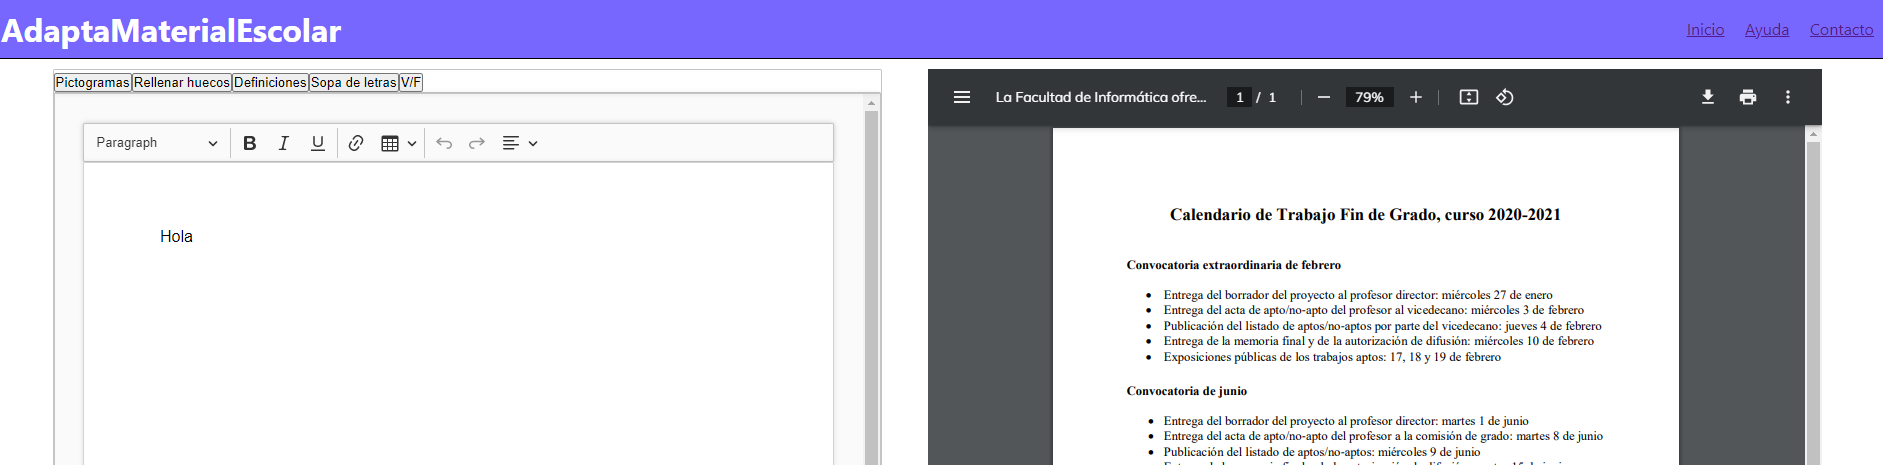 AdaptaMaterialEscolar
Inicio Ayuda Contacto
Pictogramas Rellenar huecos Definiciones Sopa de letras V/F
Paragraph B I U
Hola
La Facultad de Informática ofre... 1 / 1 79%
Calendario de Trabajo Fin de Grado, curso 2020-2021
Convocatoria extraordinaria de febrero
• Entrega del borrador del proyecto al profesor director: miércoles 27 de enero
• Entrega del acta de apto/no-apto del profesor al vicedecano: miércoles 3 de febrero
• Publicación del listado de aptos/no-aptos por parte del vicedecano: jueves 4 de febrero
• Entrega de la memoria final y de la autorización de difusión: miércoles 10 de febrero
• Exposiciones públicas de los trabajos aptos: 17, 18 y 19 de febrero
Convocatoria de junio
• Entrega del borrador del proyecto al profesor director: martes 1 de junio
• Entrega del acta de apto/no-apto del profesor a la comisión de grado: martes 8 de junio
• Publicación del listado de aptos/no-aptos: miércoles 9 de junio